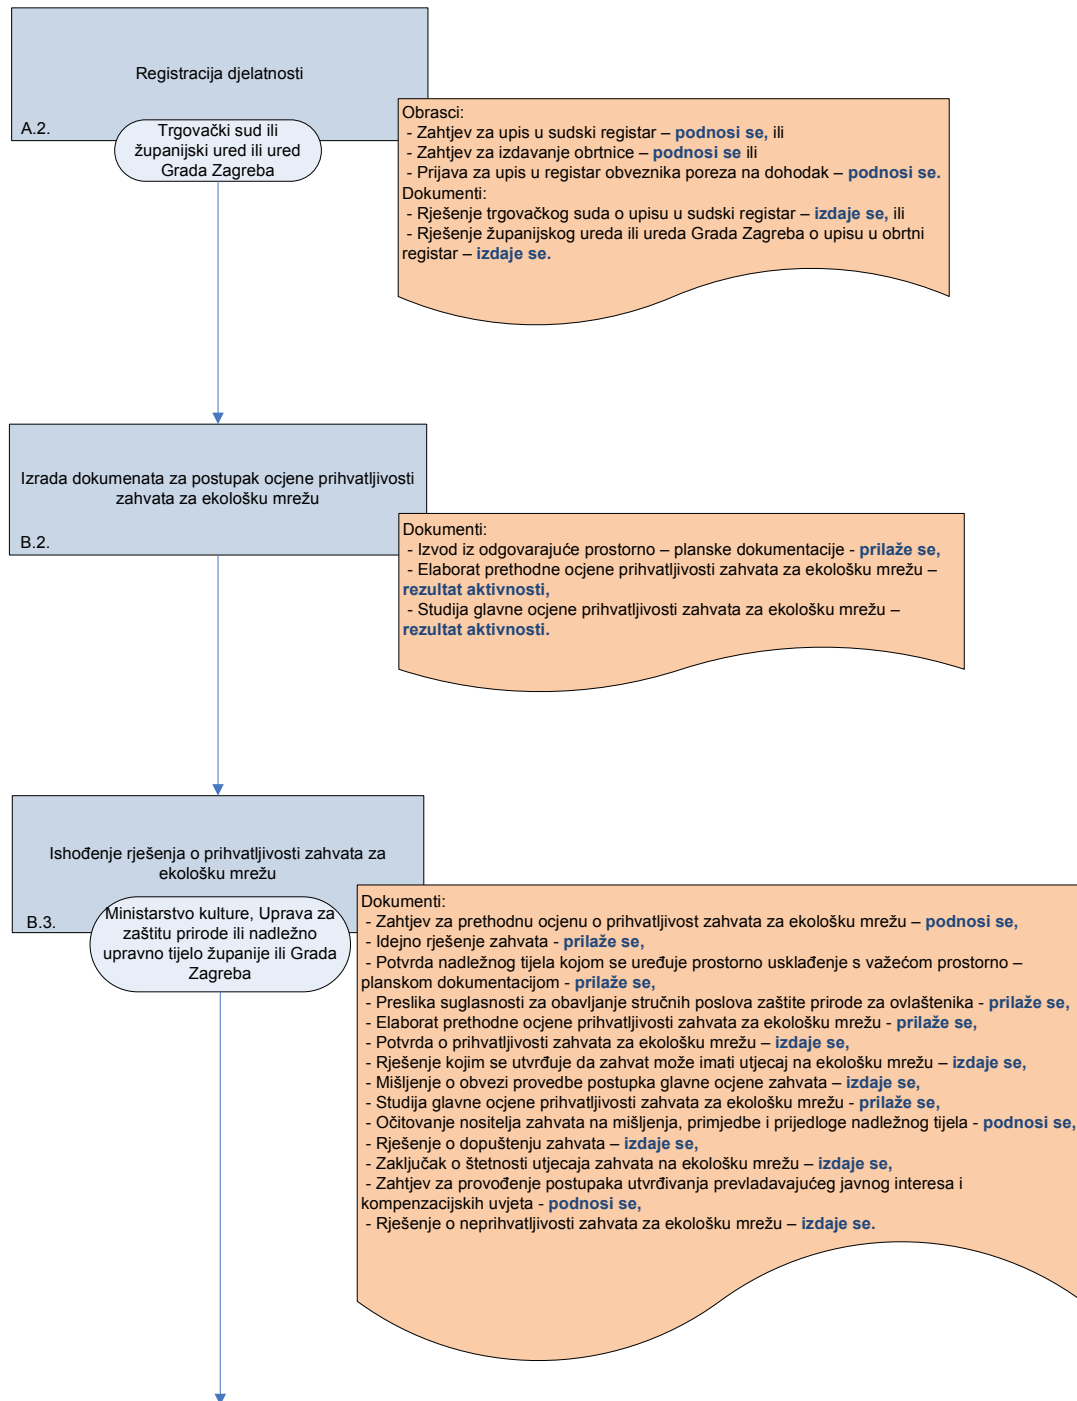 Registracija djelatnosti
A.2.
Trgovački sud ili
županijski ured ili ured
Grada Zagreba
Obrasci:
- Zahtjev za upis u sudski registar – podnosi se, ili
- Zahtjev za izdavanje obrtnice – podnosi se ili
- Prijava za upis u registar obveznika poreza na dohodak – podnosi se.
Dokumenti:
- Rješenje trgovačkog suda o upisu u sudski registar – izdaje se, ili
- Rješenje županijskog ureda ili ureda Grada Zagreba o upisu u obrtni
registar – izdaje se.
Izrada dokumenata za postupak ocjene prihvatljivosti
zahvata za ekološku mrežu
B.2.
Dokumenti:
- Izvod iz odgovarajuće prostorno – planske dokumentacije - prilaže se,
- Elaborat prethodne ocjene prihvatljivosti zahvata za ekološku mrežu –
rezultat aktivnosti,
- Studija glavne ocjene prihvatljivosti zahvata za ekološku mrežu –
rezultat aktivnosti.
Ishođenje rješenja o prihvatljivosti zahvata za
ekološku mrežu
B.3.
Ministarstvo kulture, Uprava za
zaštitu prirode ili nadležno
upravno tijelo županije ili Grada
Zagreba
Dokumenti:
- Zahtjev za prethodnu ocjenu o prihvatljivost zahvata za ekološku mrežu – podnosi se,
- Idejno rješenje zahvata - prilaže se,
- Potvrda nadležnog tijela kojom se uređuje prostorno usklađenje s važećom prostorno –
planskom dokumentacijom - prilaže se,
- Preslika suglasnosti za obavljanje stručnih poslova zaštite prirode za ovlaštenika - prilaže se,
- Elaborat prethodne ocjene prihvatljivosti zahvata za ekološku mrežu - prilaže se,
- Potvrda o prihvatljivosti zahvata za ekološku mrežu – izdaje se,
- Rješenje kojim se utvrđuje da zahvat može imati utjecaj na ekološku mrežu – izdaje se,
- Mišljenje o obvezi provedbe postupka glavne ocjene zahvata – izdaje se,
- Studija glavne ocjene prihvatljivosti zahvata za ekološku mrežu - prilaže se,
- Očitovanje nositelja zahvata na mišljenja, primjedbe i prijedloge nadležnog tijela - podnosi se,
- Rješenje o dopuštenju zahvata – izdaje se,
- Zaključak o štetnosti utjecaja zahvata na ekološku mrežu – izdaje se,
- Zahtjev za provođenje postupaka utvrđivanja prevladavajućeg javnog interesa i
kompenzacijskih uvjeta - podnosi se,
- Rješenje o neprihvatljivosti zahvata za ekološku mrežu – izdaje se.